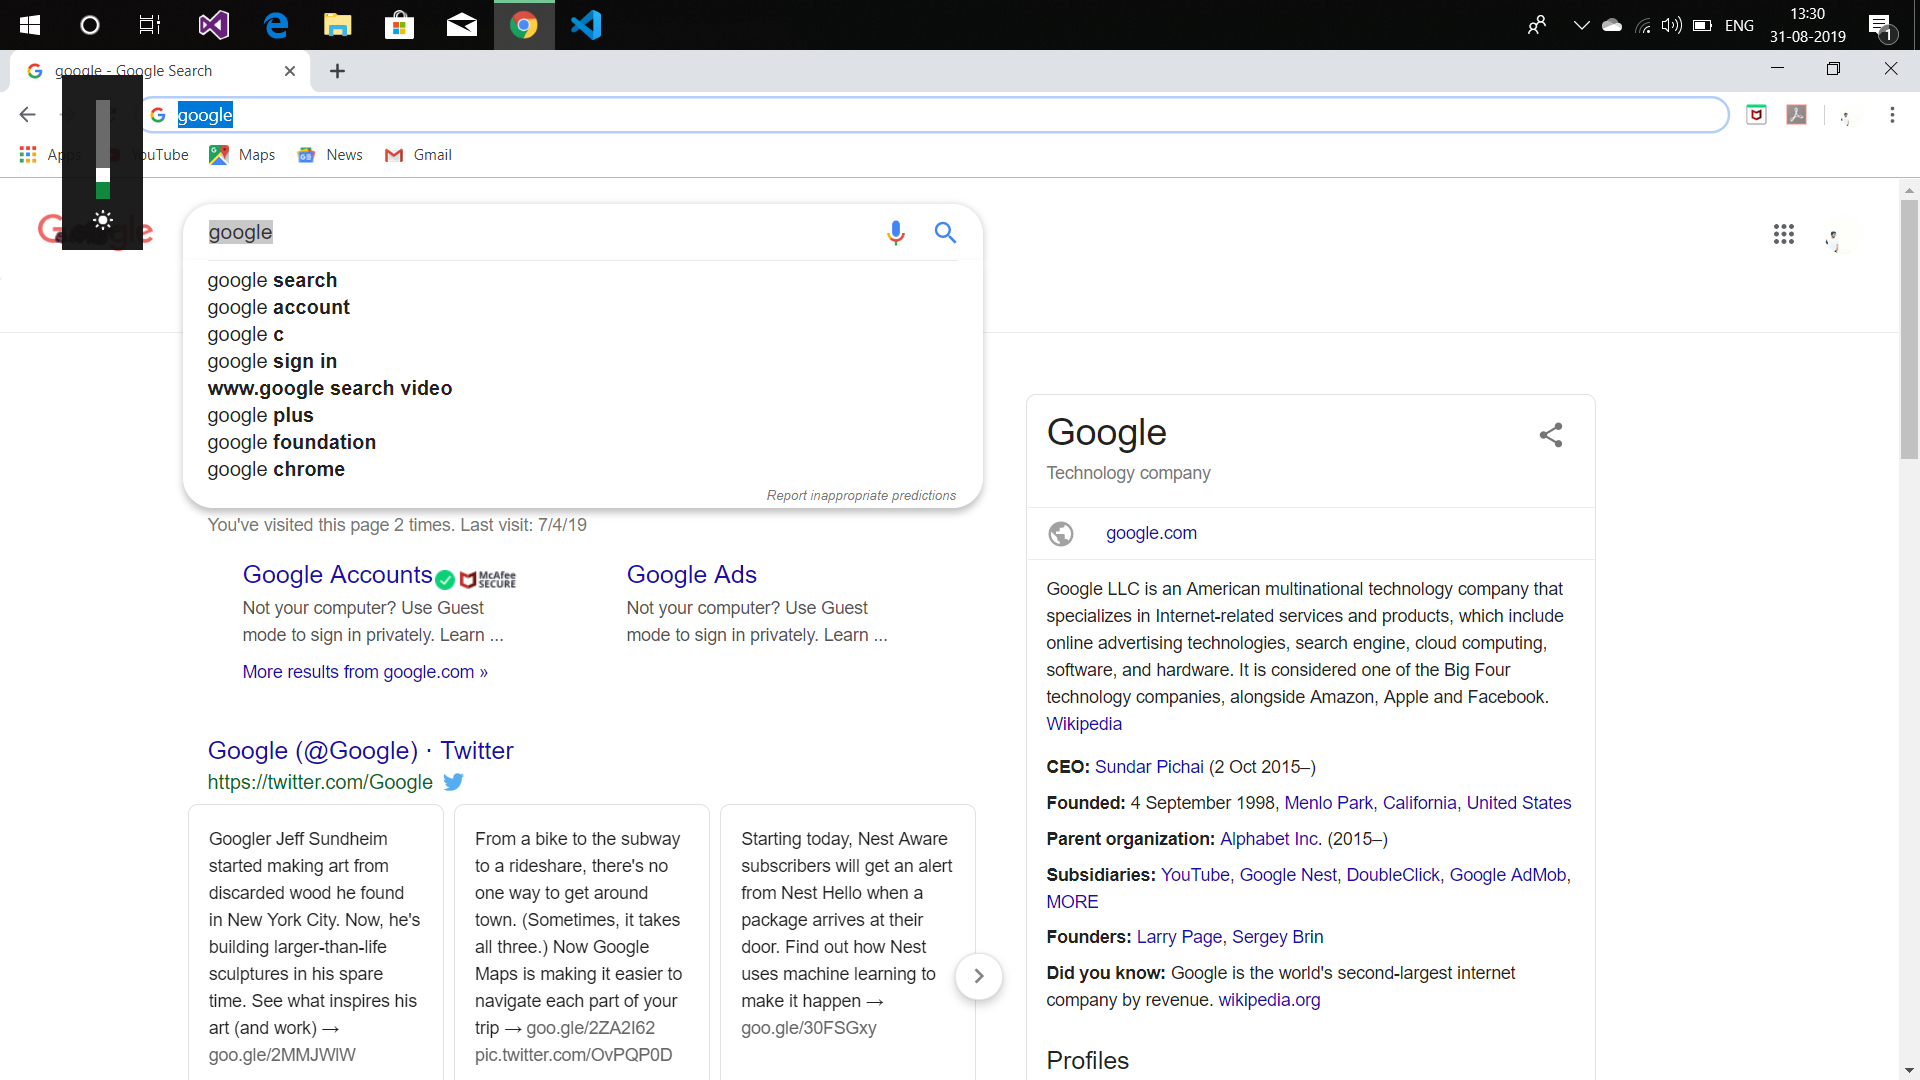 ENG
13:30
31-08-2019
1
google - Google Search
google
Apps
YouTube
Maps
News
Gmail
google
google search
google account
google c
google sign in
www.google search video
google plus
google foundation
google chrome
Report inappropriate predictions
You've visited this page 2 times. Last visit: 7/4/19
Google Accounts
McAfee
SECURE
Not your computer? Use Guest
mode to sign in privately. Learn ...
Google Ads
Not your computer? Use Guest
mode to sign in privately. Learn ...
More results from google.com »
Google (@Google) · Twitter
https://twitter.com/Google
Googler Jeff Sundheim
started making art from
discarded wood he found
in New York City. Now, he's
building larger-than-life
sculptures in his spare
time. See what inspires his
art (and work) →
goo.gle/2MMJWlW
From a bike to the subway
to a rideshare, there's no
one way to get around
town. (Sometimes, it takes
all three.) Now Google
Maps is making it easier to
navigate each part of your
trip → goo.gle/2ZA2I62
pic.twitter.com/OvPQP0D
Starting today, Nest Aware
subscribers will get an alert
from Nest Hello when a
package arrives at their
door. Find out how Nest
uses machine learning to
make it happen →
goo.gle/30FSGxy
Google
Technology company
google.com
Google LLC is an American multinational technology company that
specializes in Internet-related services and products, which include
online advertising technologies, search engine, cloud computing,
software, and hardware. It is considered one of the Big Four
technology companies, alongside Amazon, Apple and Facebook.
Wikipedia
CEO: Sundar Pichai (2 Oct 2015–)
Founded: 4 September 1998, Menlo Park, California, United States
Parent organization: Alphabet Inc. (2015–)
Subsidiaries: YouTube, Google Nest, DoubleClick, Google AdMob,
MORE
Founders: Larry Page, Sergey Brin
Did you know: Google is the world's second-largest internet
company by revenue. wikipedia.org
Profiles